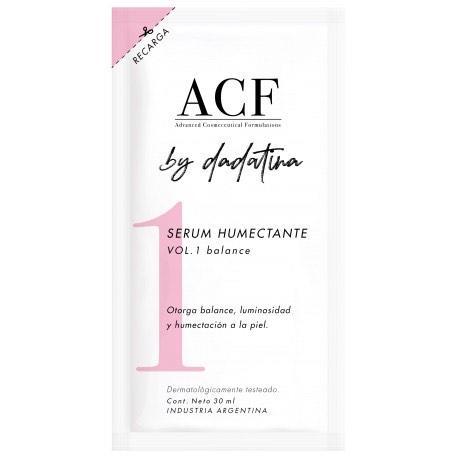 RECARGA
ACF
Advanced Cosmeceutical Formulations
by dadatina
1
SERUM HUMECTANTE
VOL.1 balance
Otorga balance, luminosidad
y humectación a la piel.
Dermatològicamente testeado.
Cont. Neto 30 ml
INDUSTRIA ARGENTINA